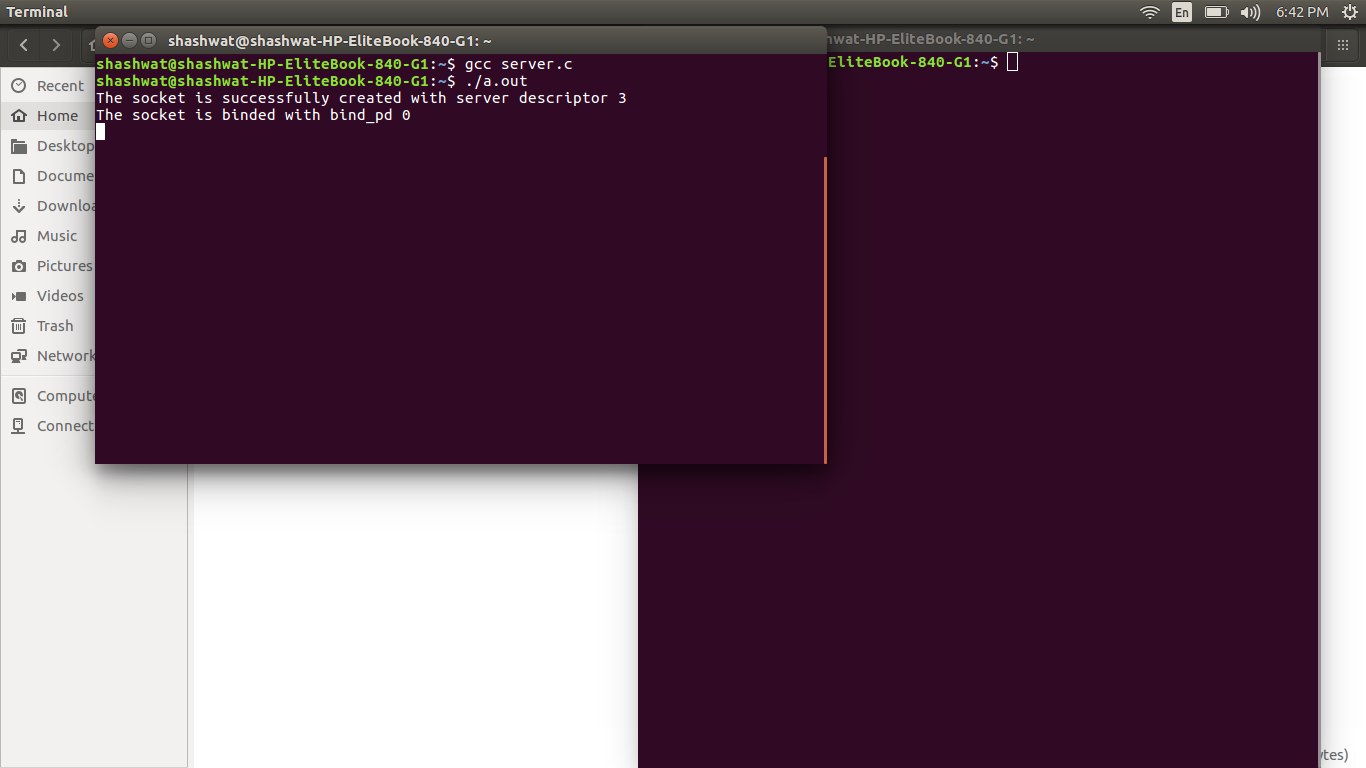 Terminal
En
6:42 PM
shashwat@shashwat-HP-EliteBook-840-G1: ~
shashwat@shashwat-HP-EliteBook-840-G1:~$ gcc server.c
shashwat@shashwat-HP-EliteBook-840-G1:~$ ./a.out
The socket is successfully created with server descriptor 3
The socket is binded with bind_pd 0
wat-HP-EliteBook-840-G1: ~
EliteBook-840-G1:~$
Recent
Home
Desktop
Docume
Downloa
Music
Pictures
Videos
Trash
Network
Compute
Connect
ytes)